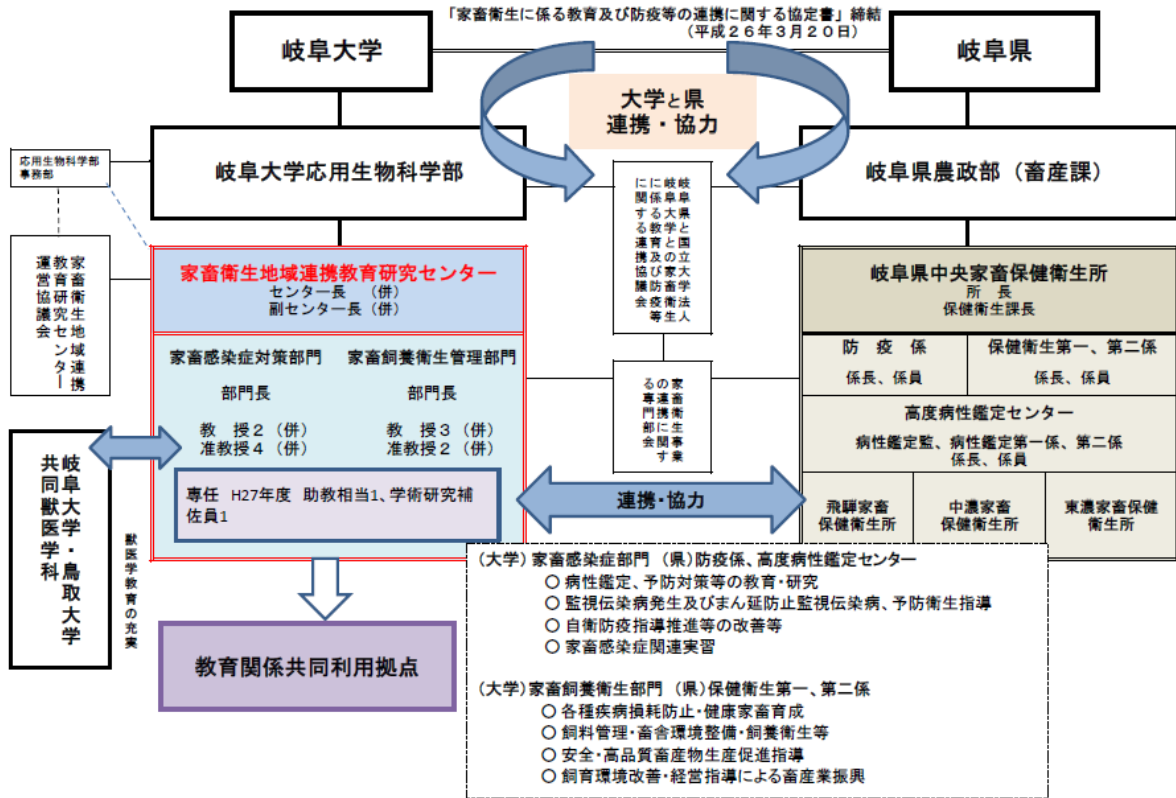 「家畜衛生に係る教育及び防疫等の連携に関する協定書」締結
（平成２６年３月２０日）
岐阜大学
岐阜県
大学と県
連携・協力
応用生物科学部
事務部
岐阜大学応用生物科学部
岐阜県農政部（畜産課）
岐阜県と国立大学法人
岐阜大学との家畜衛生
に係る教育及び防疫等
に関する連携協議会
家畜衛生地域連携
教育研究センター
運営協議会
家畜衛生地域連携教育研究センター
センター長　（併）
副センター長（併）
家畜感染症対策部門
部門長
教　授２（併）
准教授４（併）
家畜飼養衛生管理部門
部門長
教　授３（併）
准教授２（併）
専任　H27年度　助教相当1、学術研究補
佐員1
家畜衛生事業
の連携に関す
る専門部会
岐阜県中央家畜保健衛生所
所　長
保健衛生課長
防　疫　係
係長、係員
保健衛生第一、第二係
係長、係員
高度病性鑑定センター
病性鑑定監、病性鑑定第一係、第二係
係長、係員
飛騨家畜
保健衛生所
中濃家畜
保健衛生所
東濃家畜保健
衛生所
連携・協力
岐阜大学・鳥取大学
共同獣医学科
獣医学教育の充実
教育関係共同利用拠点
（大学）家畜感染症部門　（県）防疫係、高度病性鑑定センター
○ 病性鑑定、予防対策等の教育・研究
○ 監視伝染病発生及びまん延防止監視伝染病、予防衛生指導
○ 自衛防疫指導推進等の改善等
○ 家畜感染症関連実習
（大学）家畜飼養衛生部門　（県）保健衛生第一、第二係
○ 各種疾病損耗防止・健康家畜育成
○ 飼料管理・畜舎環境整備・飼養衛生等
○ 安全・高品質畜産物生産促進指導
○ 飼育環境改善・経営指導による畜産業振興